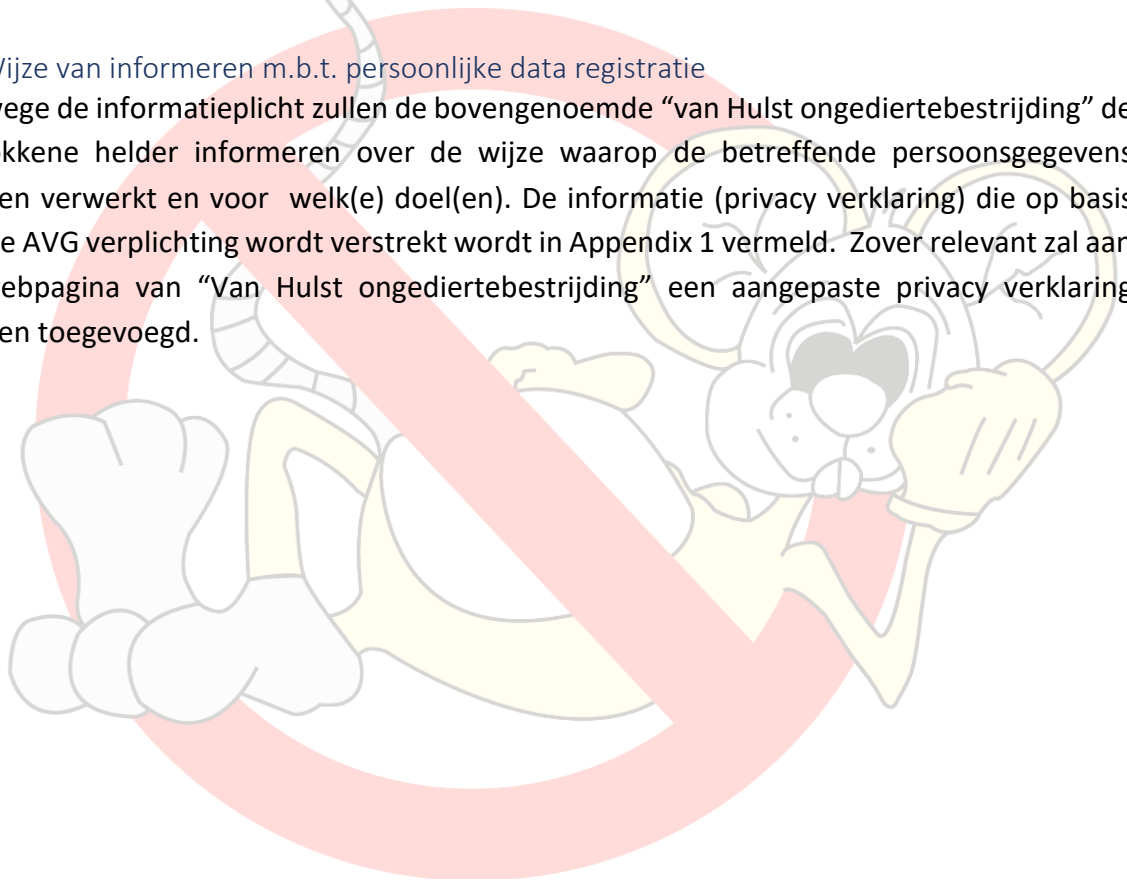 Wijze van informeren m.b.t. persoonlijke data registratie
wege de informatieplicht zullen de bovengenoemde “van Hulst ongediertebestrijding” de
okkene helder informeren over de wijze waarop de betreffende persoonsgegevens
en verwerkt en voor welk(e) doel(en). De informatie (privacy verklaring) die op basis
e AVG verplichting wordt verstrekt wordt in Appendix 1 vermeld. Zover relevant zal aan
ebpagina van “Van Hulst ongediertebestrijding” een aangepaste privacy verklaring
en toegevoegd.